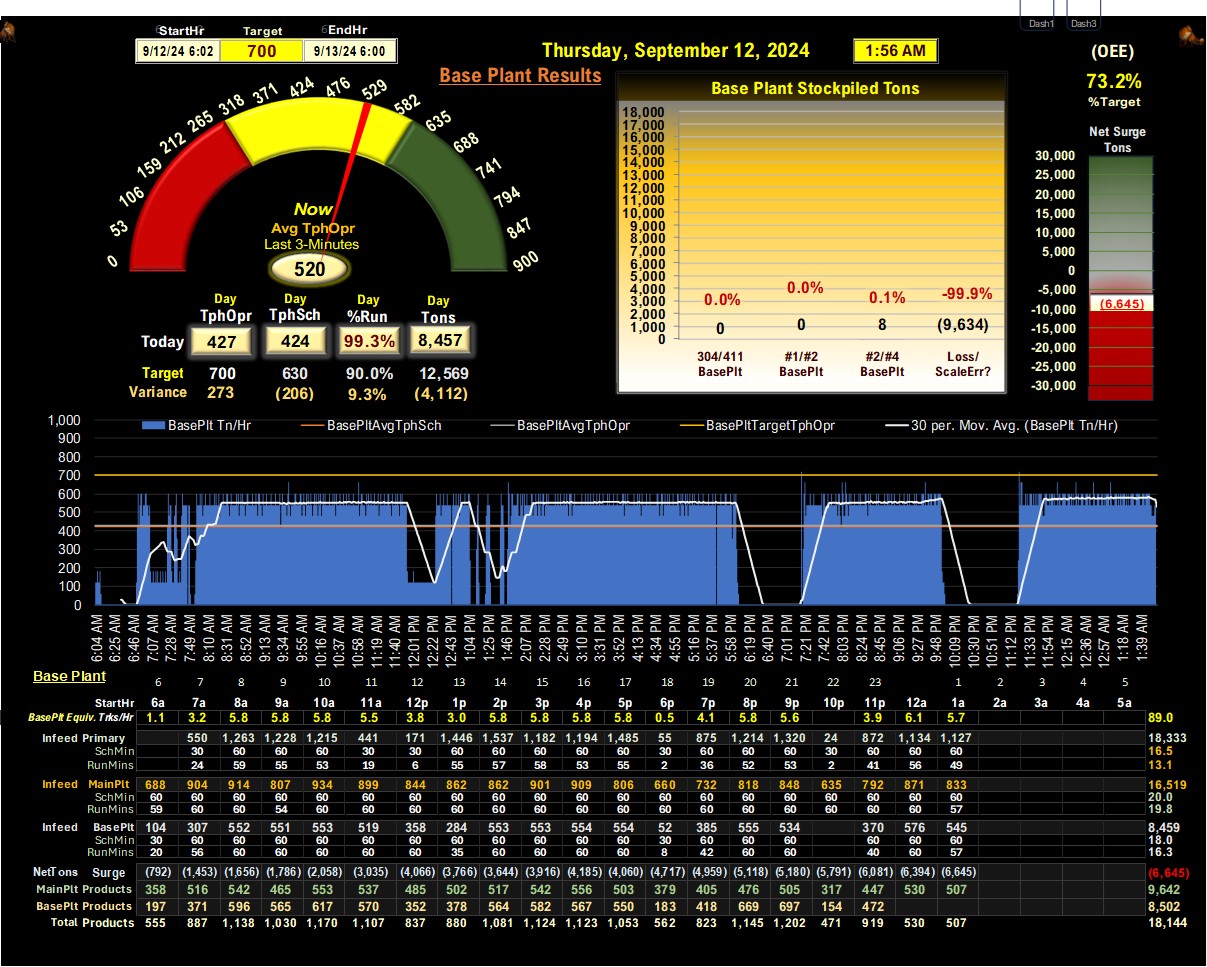 Dash1 Dash3
StartHr Target EndHr
9/12/24 6:02 700 9/13/24 6:00
Thursday, September 12, 2024 1:56 AM
(OEE)
73.2%
%Target
Base Plant Results
0 53 106 159 212 265 318 371 424 476 529 582 635 688 741 794 847 900
Now
Avg TphOpr
Last 3-Minutes
520
Day Day Day Day
TphOpr TphSch %Run Tons
Today 427 424 99.3% 8,457
Target 700 630 90.0% 12,569
Variance 273 (206) 9.3% (4,112)
Base Plant Stockpiled Tons
18,000
17,000
16,000
15,000
14,000
13,000
12,000
11,000
10,000
9,000
8,000
7,000
6,000
5,000
4,000
3,000
2,000
1,000
0
0.0% 0.0% 0.1% -99.9%
0 0 8 (9,634)
304/411 #1/#2 #2/#4 Loss/
BasePlt BasePlt BasePlt ScaleErr?
Net Surge
Tons
30,000
25,000
20,000
15,000
10,000
5,000
0
-5,000
(6,645)
-10,000
-15,000
-20,000
-25,000
-30,000
BasePlt Tn/Hr BasePltAvgTphSch BasePltAvgTphOpr BasePltTargetTphOpr 30 per. Mov. Avg. (BasePlt Tn/Hr)
1,000
900
800
700
600
500
400
300
200
100
0
6:04 AM 6:25 AM 6:46 AM 7:07 AM 7:28 AM 7:49 AM 8:10 AM 8:31 AM 8:52 AM 9:13 AM 9:34 AM 9:55 AM 10:16 AM 10:37 AM 10:58 AM 11:19 AM 11:40 AM 12:01 PM 12:22 PM 12:43 PM 1:04 PM 1:25 PM 1:46 PM 2:07 PM 2:28 PM 2:49 PM 3:10 PM 3:31 PM 3:52 PM 4:13 PM 4:34 PM 4:55 PM 5:16 PM 5:37 PM 5:58 PM 6:19 PM 6:40 PM 7:01 PM 7:21 PM 7:42 PM 8:03 PM 8:24 PM 8:45 PM 9:06 PM 9:27 PM 9:48 PM 10:09 PM 10:30 PM 10:51 PM 11:12 PM 11:33 PM 11:54 PM 12:15 AM 12:36 AM 12:57 AM 1:18 AM 1:39 AM
Base Plant 6 7 8 9 10 11 12 13 14 15 16 17 18 19 20 21 22 23 1 2 3 4 5
StartHr 6a 7a 8a 9a 10a 11a 12p 1p 2p 3p 4p 5p 6p 7p 8p 9p 10p 11p 12a 1a 2a 3a 4a 5a
BasePlt Equiv. Trks/Hr 1.1 3.2 5.8 5.8 5.8 5.5 3.8 3.0 5.8 5.8 5.8 5.8 0.5 4.1 5.8 5.6 3.9 6.1 5.7 89.0
Infeed Primary 550 1,263 1,228 1,215 441 171 1,446 1,537 1,182 1,194 1,485 55 875 1,214 1,320 24 872 1,134 1,127 18,333
SchMin 30 60 60 60 30 30 60 60 60 60 60 30 60 60 60 30 60 60 60 16.5
RunMins 24 59 55 53 19 6 55 57 58 53 55 2 36 52 53 2 41 56 49 13.1
Infeed MainPlt 688 904 914 807 934 899 844 862 862 901 909 806 660 732 818 848 635 792 871 833 16,519
SchMin 60 60 60 60 60 60 60 60 60 60 60 60 60 60 60 60 60 60 60 60 20.0
RunMins 59 60 60 54 60 60 60 60 60 60 60 60 60 60 60 60 60 60 60 57 19.8
Infeed BasePlt 104 307 552 551 553 519 358 284 553 553 554 554 52 385 555 534 370 576 545 8,459
SchMin 30 60 60 60 60 60 60 60 60 60 60 60 30 60 60 60 60 60 60 18.0
RunMins 20 56 60 60 60 60 60 35 60 60 60 60 8 42 60 60 40 60 57 16.3
NetTons Surge (792) (1,453) (1,656) (1,786) (2,058) (3,035) (4,066) (3,766) (3,644) (3,916) (4,185) (4,060) (4,717) (4,959) (5,118) (5,180) (5,791) (6,081) (6,394) (6,645) (6,645)
MainPlt Products 358 516 542 465 553 537 485 502 517 542 556 503 379 405 476 505 317 447 530 507 9,642
BasePlt Products 197 371 596 565 617 570 352 378 564 582 567 550 183 418 669 697 154 472 8,502
Total Products 555 887 1,138 1,030 1,170 1,107 837 880 1,081 1,124 1,123 1,053 562 823 1,145 1,202 471 919 530 507 18,144